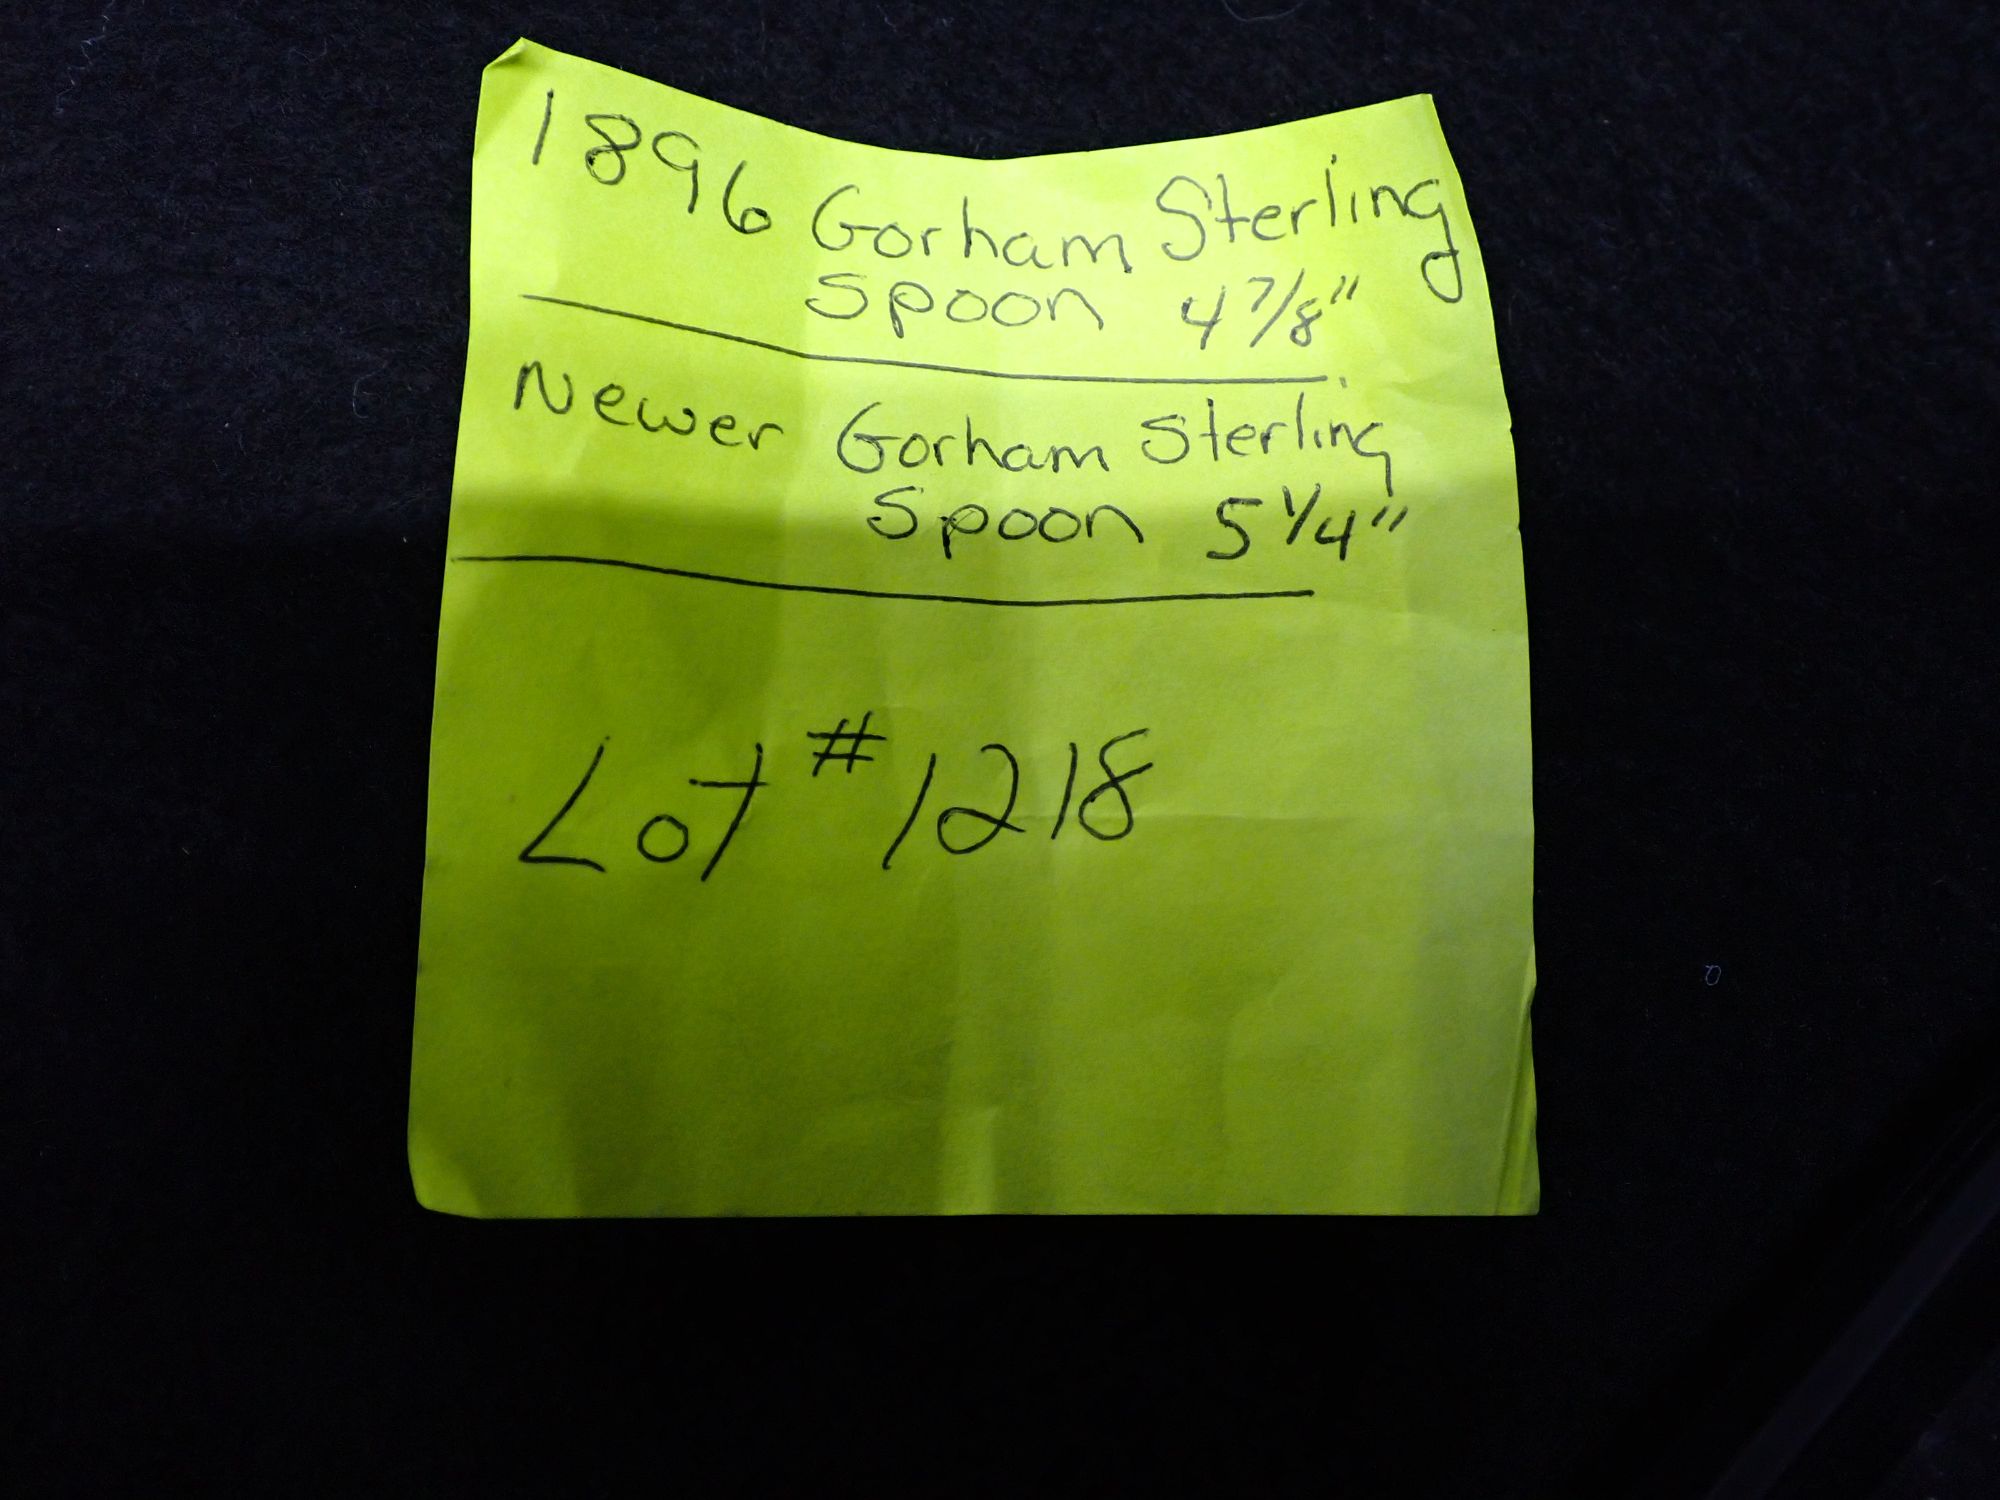 1896 Gorham Sterling
Spoon 4 7/8"
Newer Gorham Sterling
Spoon 5 1/4"
Lot #1218